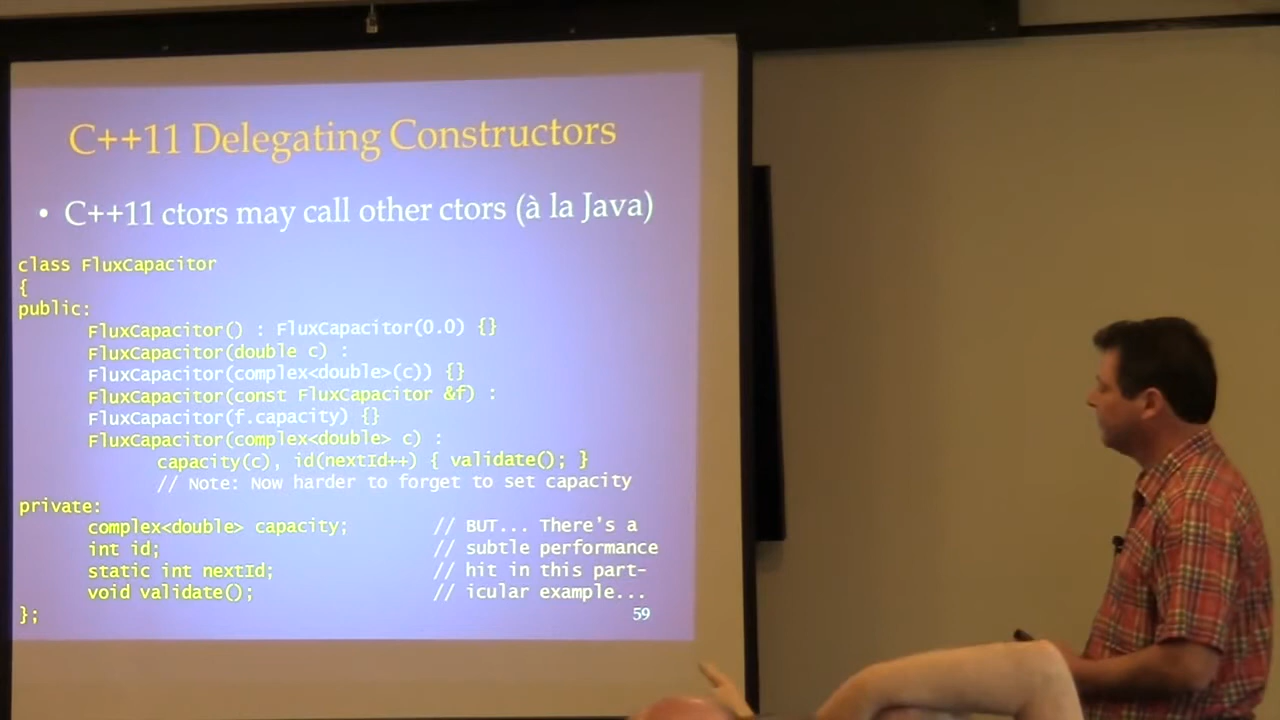 C++11 Delegating Constructors
• C++11 ctors may call other ctors (à la Java)
class FluxCapacitor
{
public:
FluxCapacitor() : FluxCapacitor(0.0) {}
FluxCapacitor(double c) :
FluxCapacitor(complex<double>(c)) {}
FluxCapacitor(const FluxCapacitor &f) :
FluxCapacitor(f.capacity) {}
FluxCapacitor(complex<double> c) :
capacity(c), id(nextId++) { validate(); }
// Note: Now harder to forget to set capacity
private:
complex<double> capacity; // BUT... There's a
int id; // subtle performance
static int nextId; // hit in this part-
void validate(); // icular example...
};
59